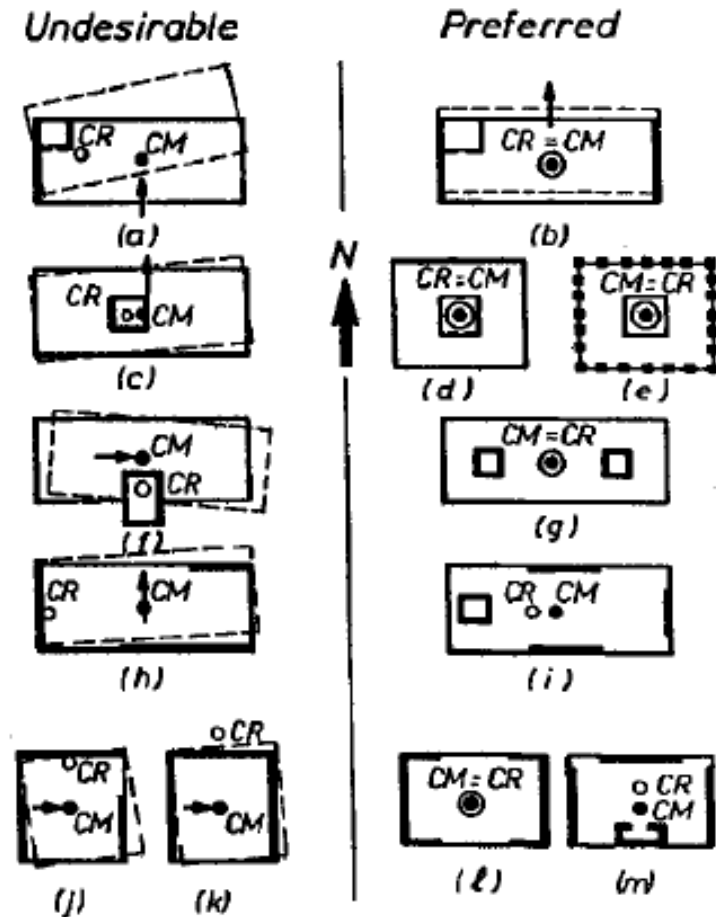 Undesirable Preferred
CR CM CR = CM
(a) (b)
N
CR CM CR=CM CM=CR
(c) (d) (e)
CM CM=CR
CR
(f) (g)
CR CM CR CM
(h) (i)
CR CR CM=CR CR
CM CM CM
(j) (k) (l) (m)